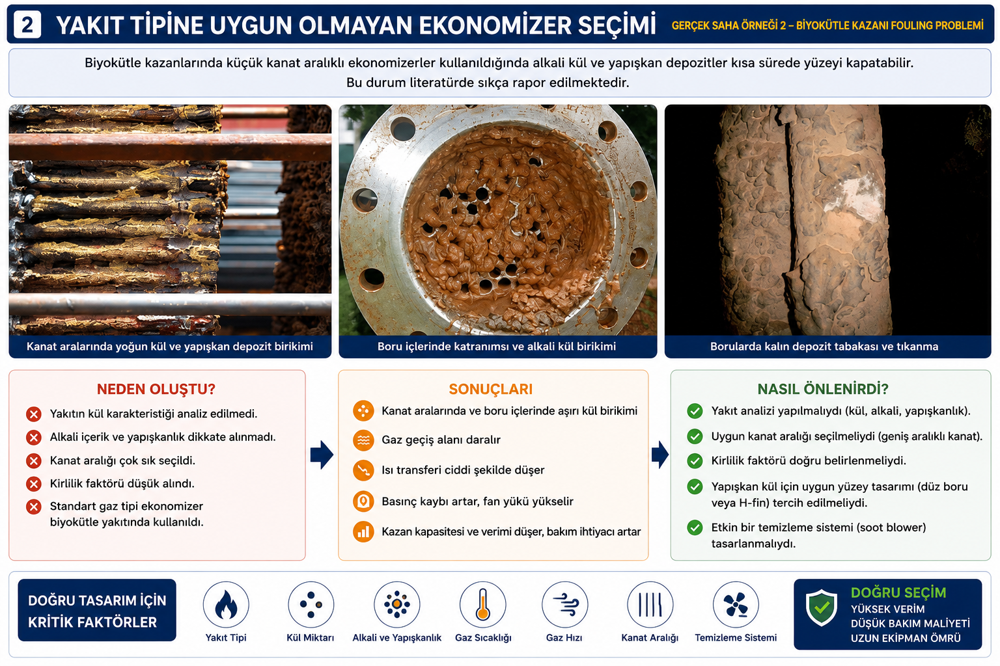 2
YAKIT TİPİNE UYGUN OLMAYAN EKONOMİZER SEÇİMİ
GERÇEK SAHA ÖRNEĞİ 2 – BİYOKÜTLE KAZANI FOULING PROBLEMİ
Biyokütle kazanlarında küçük kanat aralıklı ekonomizerler kullanıldığında alkali kül ve yapışkan depozitler kısa sürede yüzeyi kapatabilir.
Bu durum literatürde sıkça rapor edilmektedir.
Kanat aralarında yoğun kül ve yapışkan depozit birikimi
Boru içlerinde katranımsı ve alkali kül birikimi
Borularda kalın depozit tabakası ve tıkanma
NEDEN OLUŞTU?
Yakıtın kül karakteristiği analiz edilmedi.
Alkali içerik ve yapışkanlık dikkate alınmadı.
Kanat aralığı çok sık seçildi.
Kirlilik faktörü düşük alındı.
Standart gaz tipi ekonomizer
biyokütle yakıtında kullanıldı.
SONUÇLARI
Kanat aralarında ve boru içlerinde aşırı kül birikimi
Gaz geçiş alanı daralır
Isı transferi ciddi şekilde düşer
Basınç kaybı artar, fan yükü yükselir
Kazan kapasitesi ve verimi düşer, bakım ihtiyacı artar
NASIL ÖNLENİRDİ?
Yakıt analizi yapılmalıydı (kül, alkali, yapışkanlık).
Uygun kanat aralığı seçilmeliydi (geniş aralıklı kanat).
Kirlilik faktörü doğru belirlenmeliydi.
Yapışkan kül için uygun yüzey tasarımı (düz boru
veya H-fin) tercih edilmeliydi.
Etkin bir temizleme sistemi (soot blower)
tasarlanmalıydı.
DOĞRU TASARIM İÇİN
KRİTİK FAKTÖRLER
Yakıt Tipi
Kül Miktarı
Alkali ve Yapışkanlık
Gaz Sıcaklığı
Gaz Hızı
Kanat Aralığı
Temizleme Sistemi
DOĞRU SEÇİM
YÜKSEK VERİM
DÜŞÜK BAKIM MALİYETİ
UZUN EKİPMAN ÖMRÜ